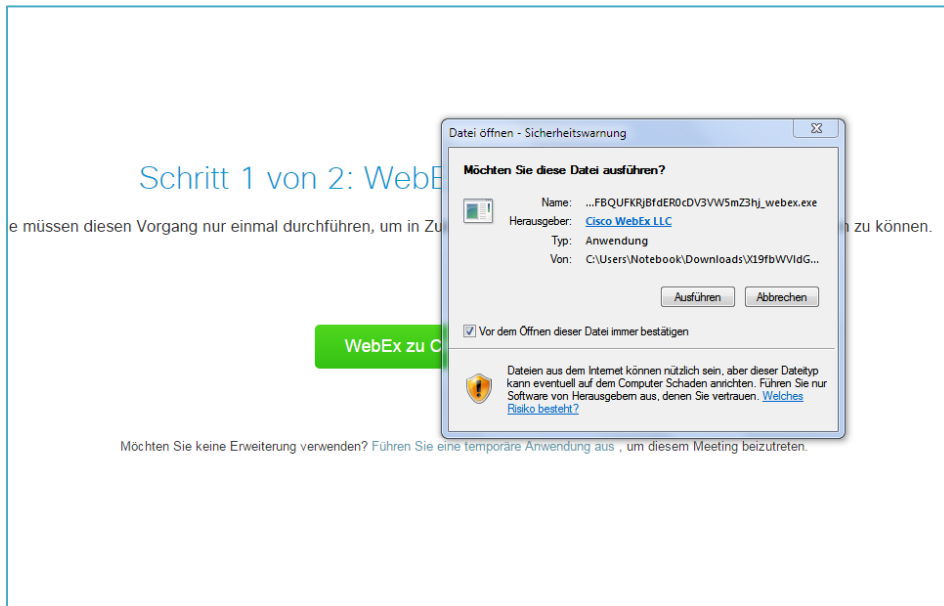 Datei öffnen - Sicherheitswarnung
Möchten Sie diese Datei ausführen?
Name: ...FBQUFKRjBfdER0cDV3VW5mZ3hj_webex.exe
Herausgeber: Cisco WebEx LLC
Typ: Anwendung
Von: C:\Users\Notebook\Downloads\X19fbWVldG...
Ausführen Abbrechen
Vor dem Öffnen dieser Datei immer bestätigen
Dateien aus dem Internet können nützlich sein, aber dieser Dateityp
kann eventuell auf dem Computer Schaden anrichten. Führen Sie nur
Software von Herausgebern aus, denen Sie vertrauen. Welches
Risiko besteht?
Schritt 1 von 2: WebE
e müssen diesen Vorgang nur einmal durchführen, um in Zu n zu können.
WebEx zu C
Möchten Sie keine Erweiterung verwenden? Führen Sie eine temporäre Anwendung aus , um diesem Meeting beizutreten.